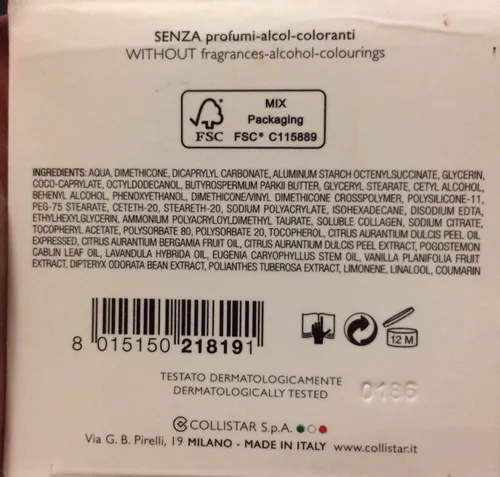 SENZA profumi-alcol-coloranti
WITHOUT fragrances-alcohol-colourings
MIX
Packaging
FSC FSC® C115889
INGREDIENTS: AQUA, DIMETHICONE, DICAPRYLYL CARBONATE, ALUMINUM STARCH OCTENYLSUCCINATE, GLYCERIN,
COCO-CAPRYLATE, OCTYLDODECANOL, BUTYROSPERMUM PARKII BUTTER, GLYCERYL STEARATE, CETYL ALCOHOL,
BEHENYL ALCOHOL, PHENOXYETHANOL, DIMETHICONE/VINYL DIMETHICONE CROSSPOLYMER, POLYSILICONE-11,
PEG-75 STEARATE, CETETH-20, STEARETH-20, SODIUM POLYACRYLATE, ISOHEXADECANE, DISODIUM EDTA,
ETHYLHEXYLGLYCERIN, AMMONIUM POLYACRYLOYLDIMETHYL TAURATE, SOLUBLE COLLAGEN, SODIUM CITRATE,
TOCOPHERYL ACETATE, POLYSORBATE 80, POLYSORBATE 20, TOCOPHEROL, CITRUS AURANTIUM DULCIS PEEL OIL
EXPRESSED, CITRUS AURANTIUM BERGAMIA FRUIT OIL, CITRUS AURANTIUM DULCIS PEEL EXTRACT, POGOSTEMON
CABLIN LEAF OIL, LAVANDULA HYBRIDA OIL, EUGENIA CARYOPHYLLUS STEM OIL, VANILLA PLANIFOLIA FRUIT
EXTRACT, DIPTERYX ODORATA BEAN EXTRACT, POLIANTHES TUBEROSA EXTRACT, LIMONENE, LINALOOL, COUMARIN
12 M
8 015150 218191
TESTATO DERMATOLOGICAMENTE
DERMATOLOGICALLY TESTED
0186
COLLISTAR S.p.A.
Via G. B. Pirelli, 19 MILANO - MADE IN ITALY www.collistar.it